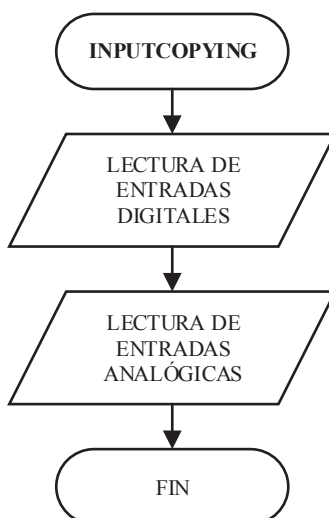 INPUTCOPYING
LECTURA DE
ENTRADAS
DIGITALES
LECTURA DE
ENTRADAS
ANALÓGICAS
FIN